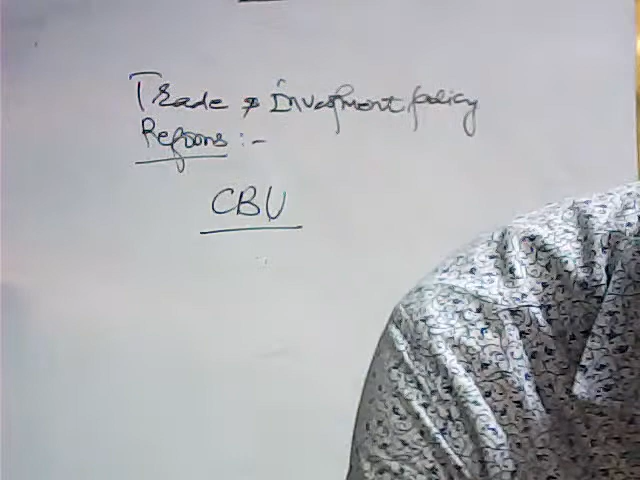 Trade & Investment policy
Reforms :-
CBU